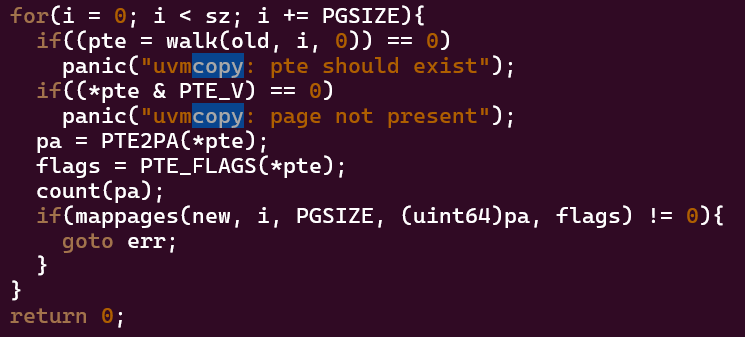 for(i = 0; i < sz; i += PGSIZE){
  if((pte = walk(old, i, 0)) == 0)
    panic("uvmcopy: pte should exist");
  if((*pte & PTE_V) == 0)
    panic("uvmcopy: page not present");
  pa = PTE2PA(*pte);
  flags = PTE_FLAGS(*pte);
  count(pa);
  if(mappages(new, i, PGSIZE, (uint64)pa, flags) != 0){
    goto err;
  }
}
return 0;